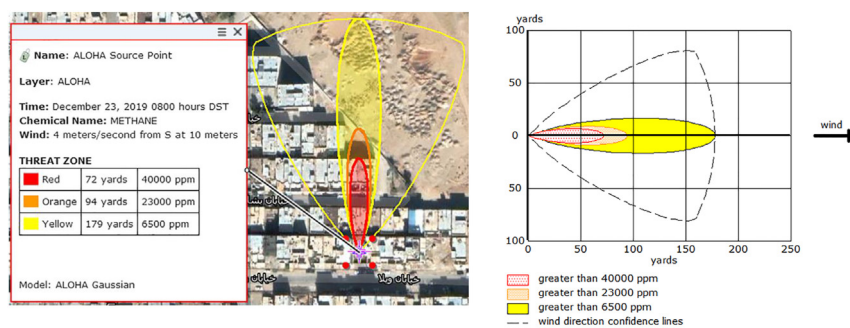 Name: ALOHA Source Point
Layer: ALOHA
Time: December 23, 2019 0800 hours DST
Chemical Name: METHANE
Wind: 4 meters/second from S at 10 meters
THREAT ZONE
Red 72 yards 40000 ppm
Orange 94 yards 23000 ppm
Yellow 179 yards 6500 ppm
Model: ALOHA Gaussian
خیابان ویلا
yards
100
50
0
50
100
0 50 100 150 200 250
yards
wind
greater than 40000 ppm
greater than 23000 ppm
greater than 6500 ppm
wind direction confidence lines